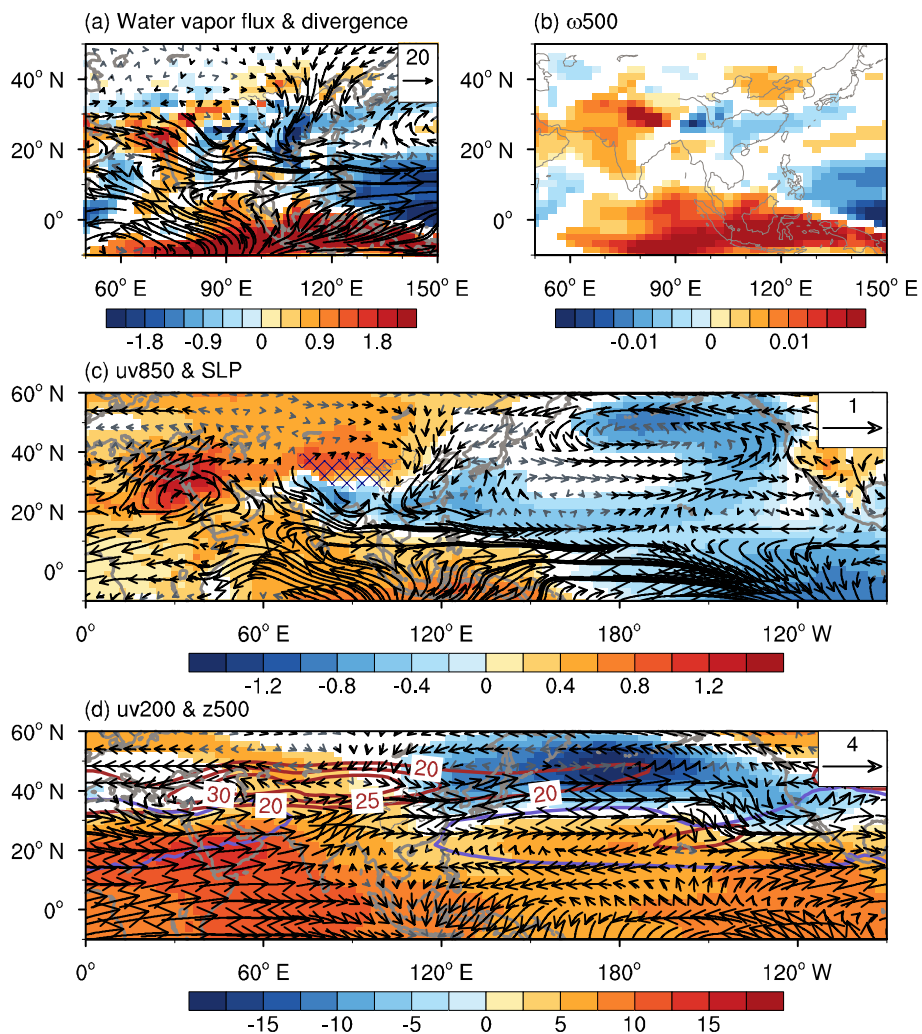 (a) Water vapor flux & divergence
(b) ω500
20
40° N
20° N
0°
40° N
20° N
0°
60° E 90° E 120° E 150° E
60° E 90° E 120° E 150° E
-1.8 -0.9 0 0.9 1.8
-0.01 0 0.01
(c) uv850 & SLP
60° N
1
40° N
20° N
0°
0° 60° E 120° E 180° 120° W
-1.2 -0.8 -0.4 0 0.4 0.8 1.2
(d) uv200 & z500
60° N
4
20
40° N
30 20 25 20
20° N
0°
0° 60° E 120° E 180° 120° W
-15 -10 -5 0 5 10 15